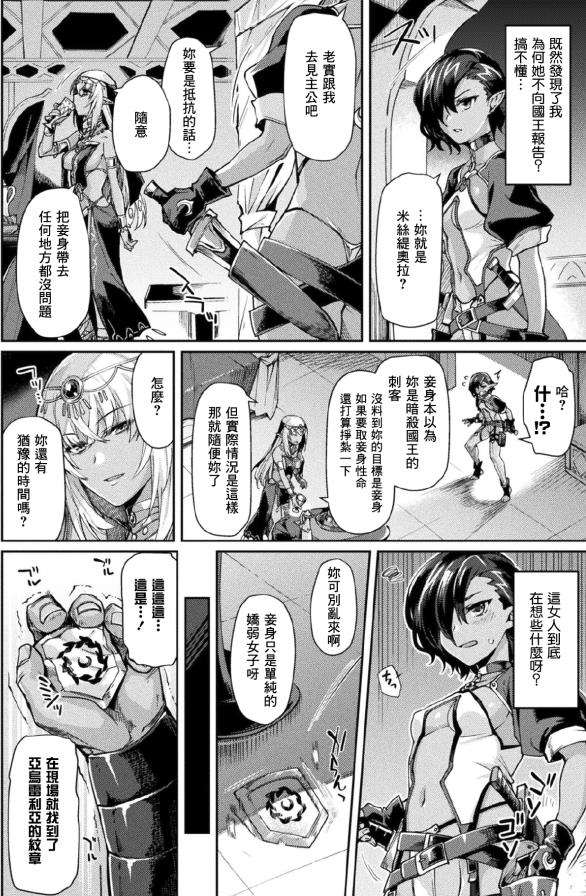 既然發現了我
為何她不向國王報告？
搞不懂…
…妳就是
米絲緹奧拉？
老實跟我
去見主公吧
妳要是抵抗的話…
隨意
把妾身帶去
任何地方都沒問題
哈？
什…!?
妾身本以為
妳是暗殺國王的
刺客
沒料到妳的目標是妾身
如果要取妾身性命
還打算掙紮一下
但實際情況是這樣
那就隨便妳了
怎麼？
妳還有
猶豫的時間嗎？
這女人到底
在想些什麼呀？
妳可別亂來啊
妾身只是單純的
嬌弱女子呀
這這這…
這是…！
在現場就找到了
亞烏雷利亞的紋章